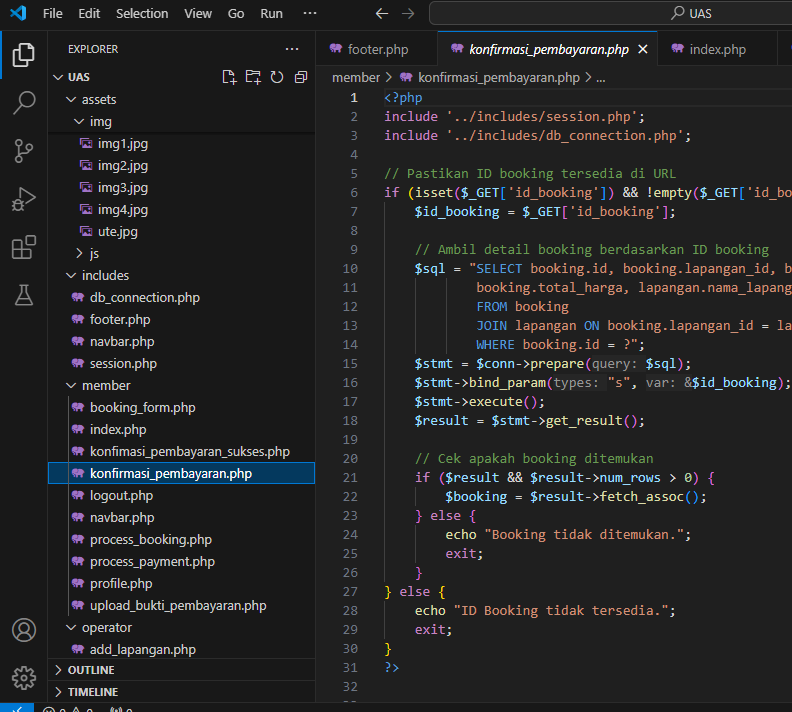 File Edit Selection View Go Run ... UAS
EXPLORER ...
UAS
assets
img
img1.jpg
img2.jpg
img3.jpg
img4.jpg
ute.jpg
js
includes
db_connection.php
footer.php
navbar.php
session.php
member
booking_form.php
index.php
konfimasi_pembayaran_sukses.php
konfirmasi_pembayaran.php
logout.php
navbar.php
process_booking.php
process_payment.php
profile.php
upload_bukti_pembayaran.php
operator
add_lapangan.php
OUTLINE
TIMELINE
footer.php konfirmasi_pembayaran.php index.php
member > konfirmasi_pembayaran.php > ...
1 <?php
2 include '../includes/session.php';
3 include '../includes/db_connection.php';
4
5 // Pastikan ID booking tersedia di URL
6 if (isset($_GET['id_booking']) && !empty($_GET['id_bo
7 $id_booking = $_GET['id_booking'];
8
9 // Ambil detail booking berdasarkan ID booking
10 $sql = "SELECT booking.id, booking.lapangan_id, b
11 booking.total_harga, lapangan.nama_lapang
12 FROM booking
13 JOIN lapangan ON booking.lapangan_id = la
14 WHERE booking.id = ?";
15 $stmt = $conn->prepare(query: $sql);
16 $stmt->bind_param(types: "s", var: &$id_booking);
17 $stmt->execute();
18 $result = $stmt->get_result();
19
20 // Cek apakah booking ditemukan
21 if ($result && $result->num_rows > 0) {
22 $booking = $result->fetch_assoc();
23 } else {
24 echo "Booking tidak ditemukan.";
25 exit;
26 }
27 } else {
28 echo "ID Booking tidak tersedia.";
29 exit;
30 }
31 ?>
32